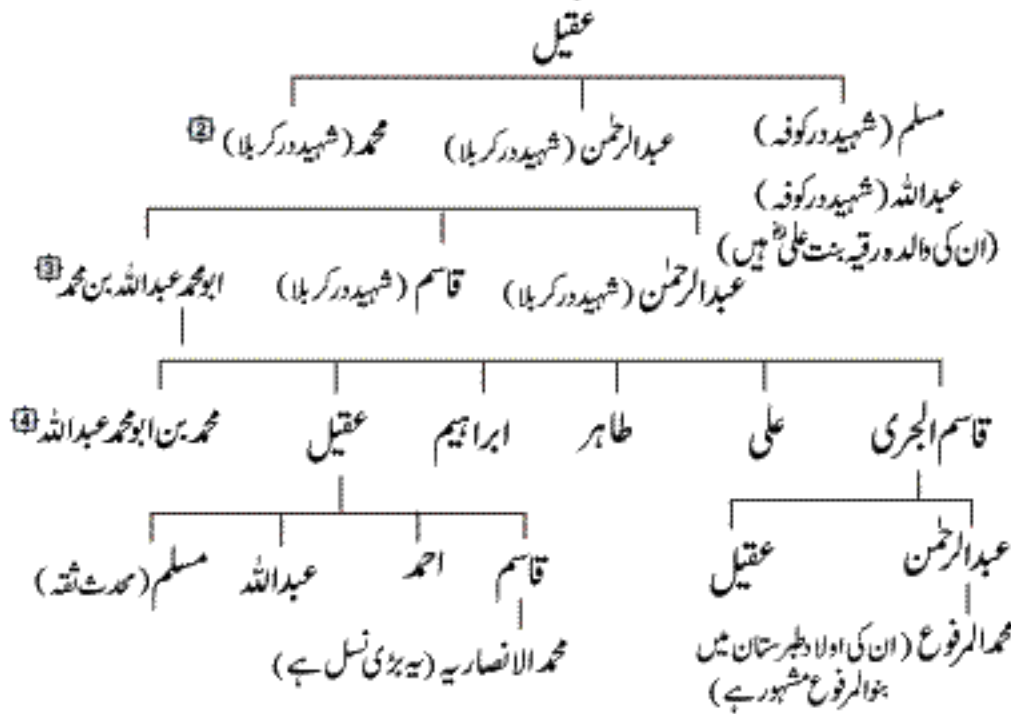 عقیل
مسلم (شہید در کوفہ) عبدالرحمٰن (شہید در کربلا) محمد (شہید در کربلا) 2
عبداللہ (شہید در کوفہ)
(ان کی والدہ رقیہ بنت علیؓ ہیں)
عبدالرحمٰن (شہید در کربلا) قاسم (شہید در کربلا) ابو محمد عبداللہ بن محمد 3
قاسم الجری علی طاہر ابراہیم عقیل محمد بن ابو محمد عبداللہ 4
عبدالرحمٰن عقیل قاسم احمد عبداللہ مسلم (محدث ثقہ)
محمد المرفوع (ان کی اولاد طبرستان میں
بنو المرفوع مشہور ہے)
محمد الانصاریہ (یہ بڑی نسل ہے)